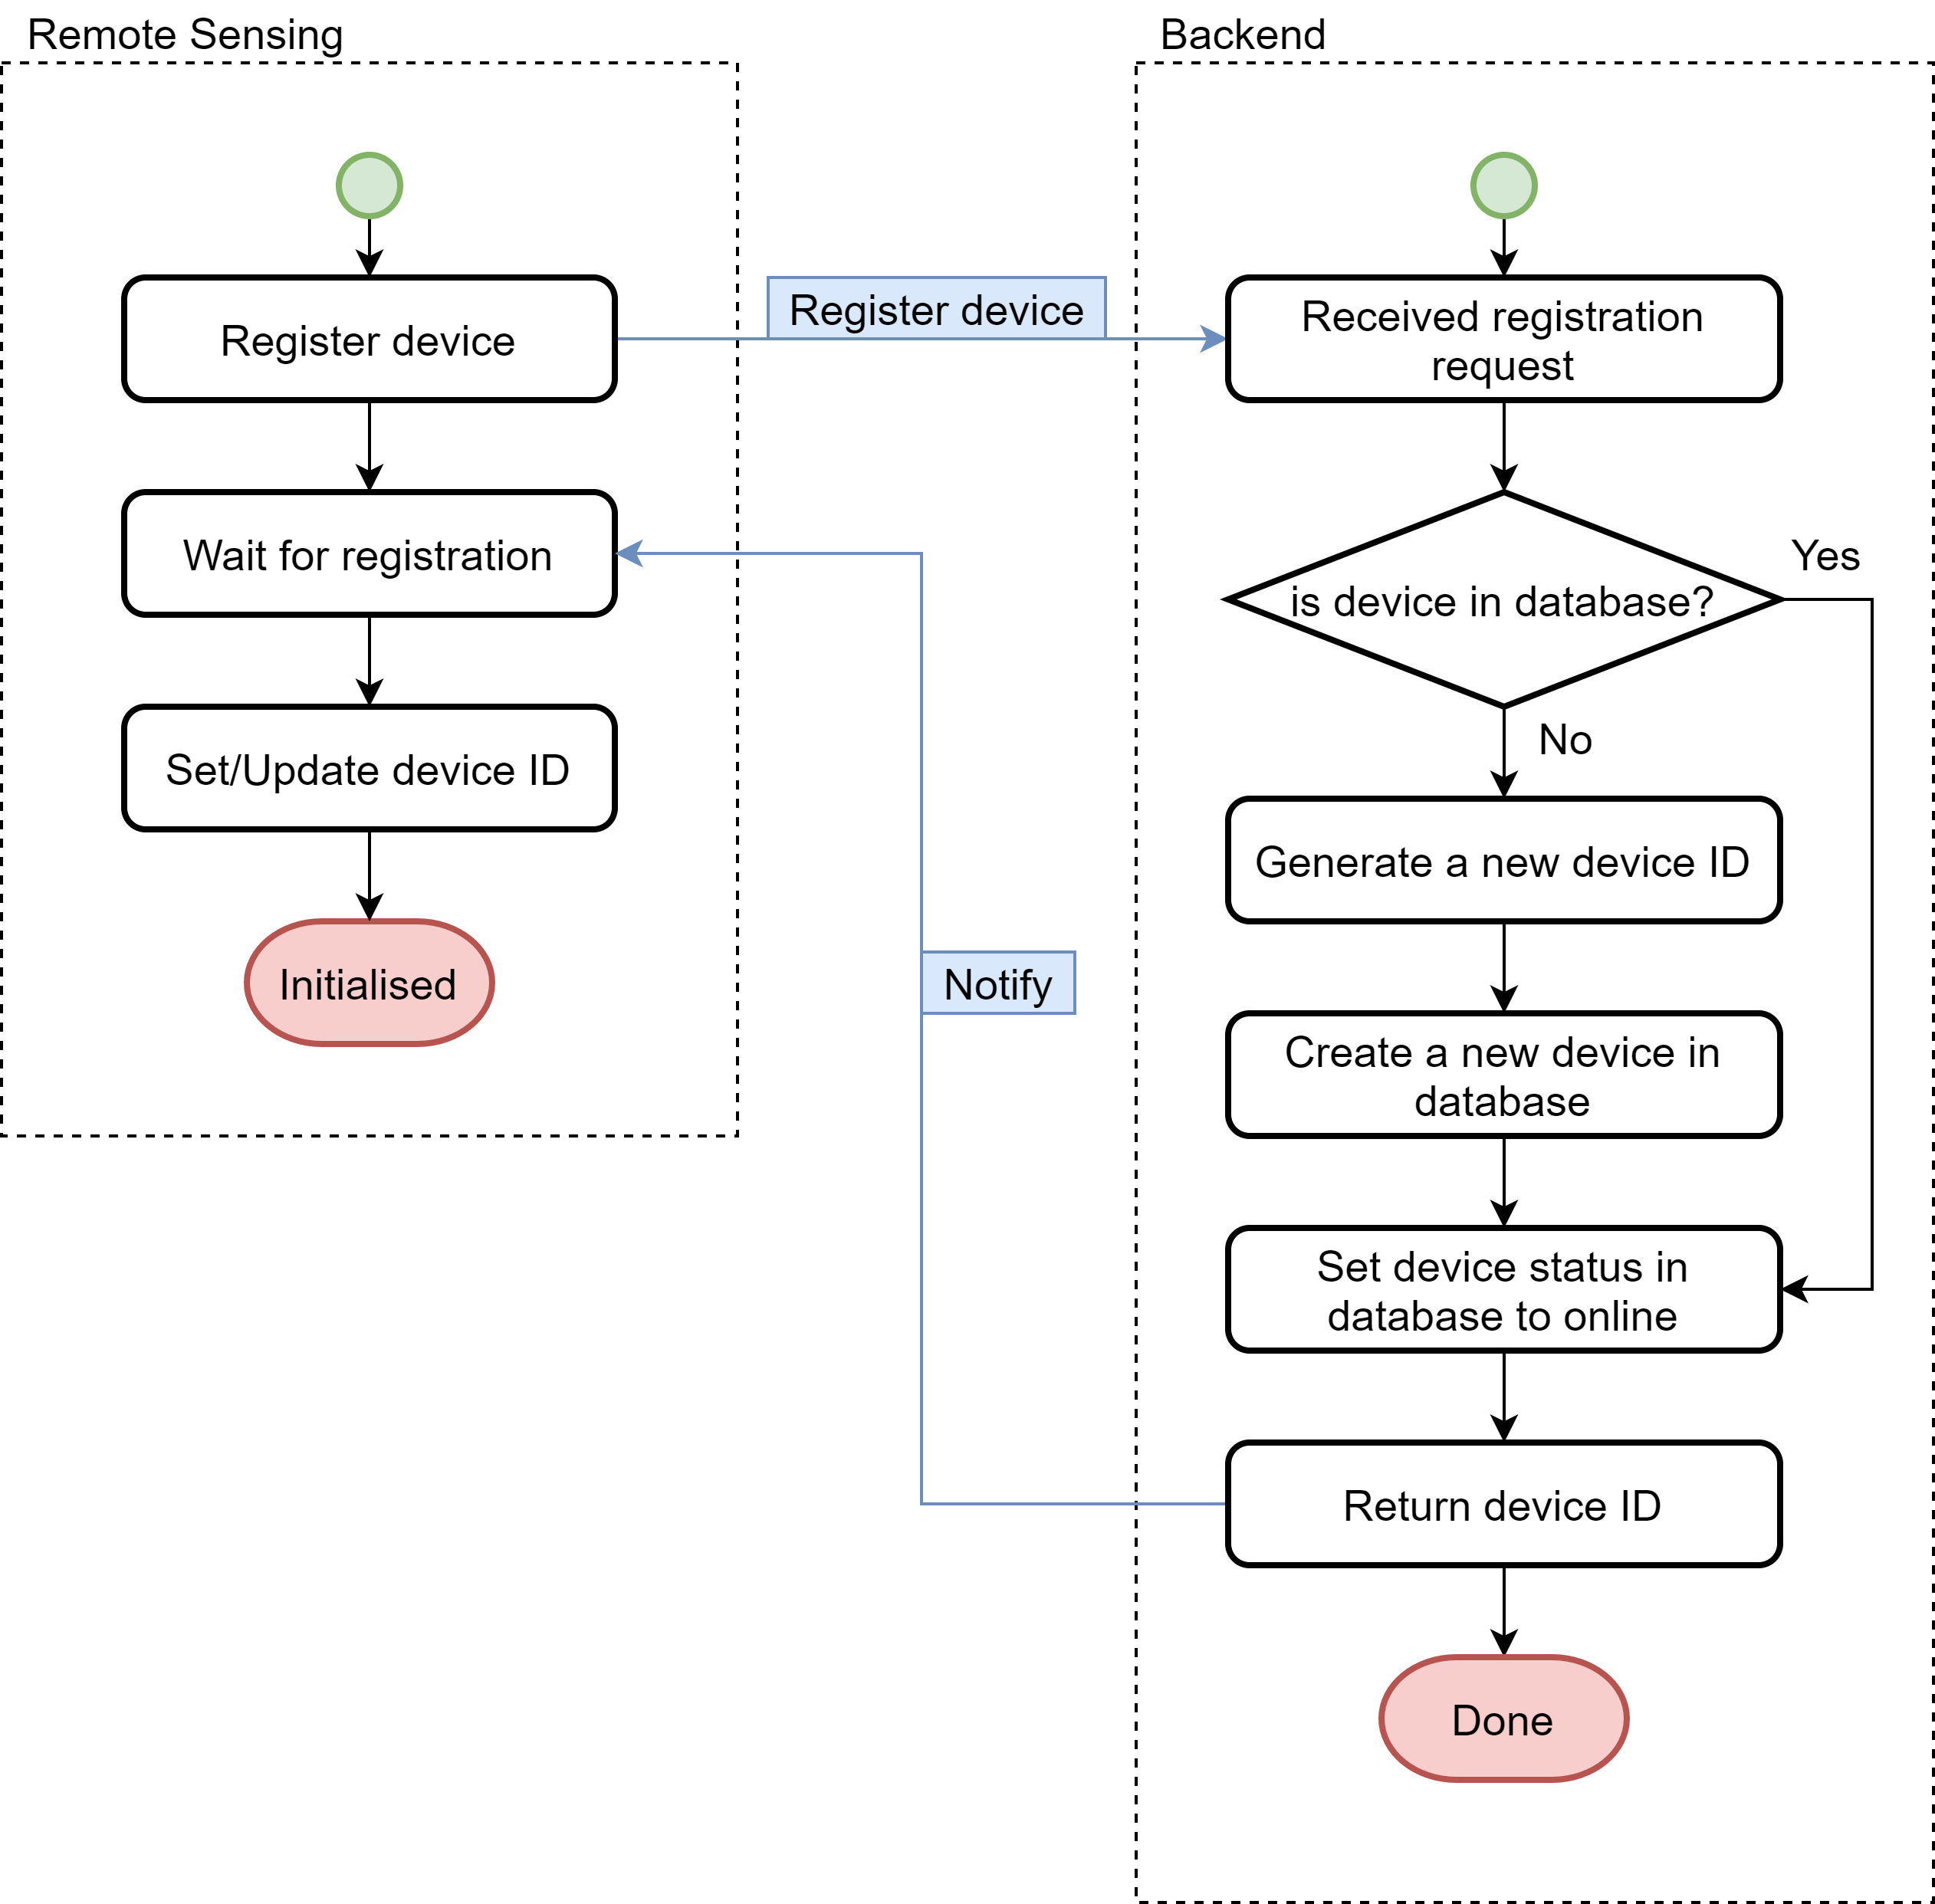 Remote Sensing
Register device
Wait for registration
Set/Update device ID
Initialised
Register device
Notify
Backend
Received registration
request
is device in database?
Yes
No
Generate a new device ID
Create a new device in
database
Set device status in
database to online
Return device ID
Done